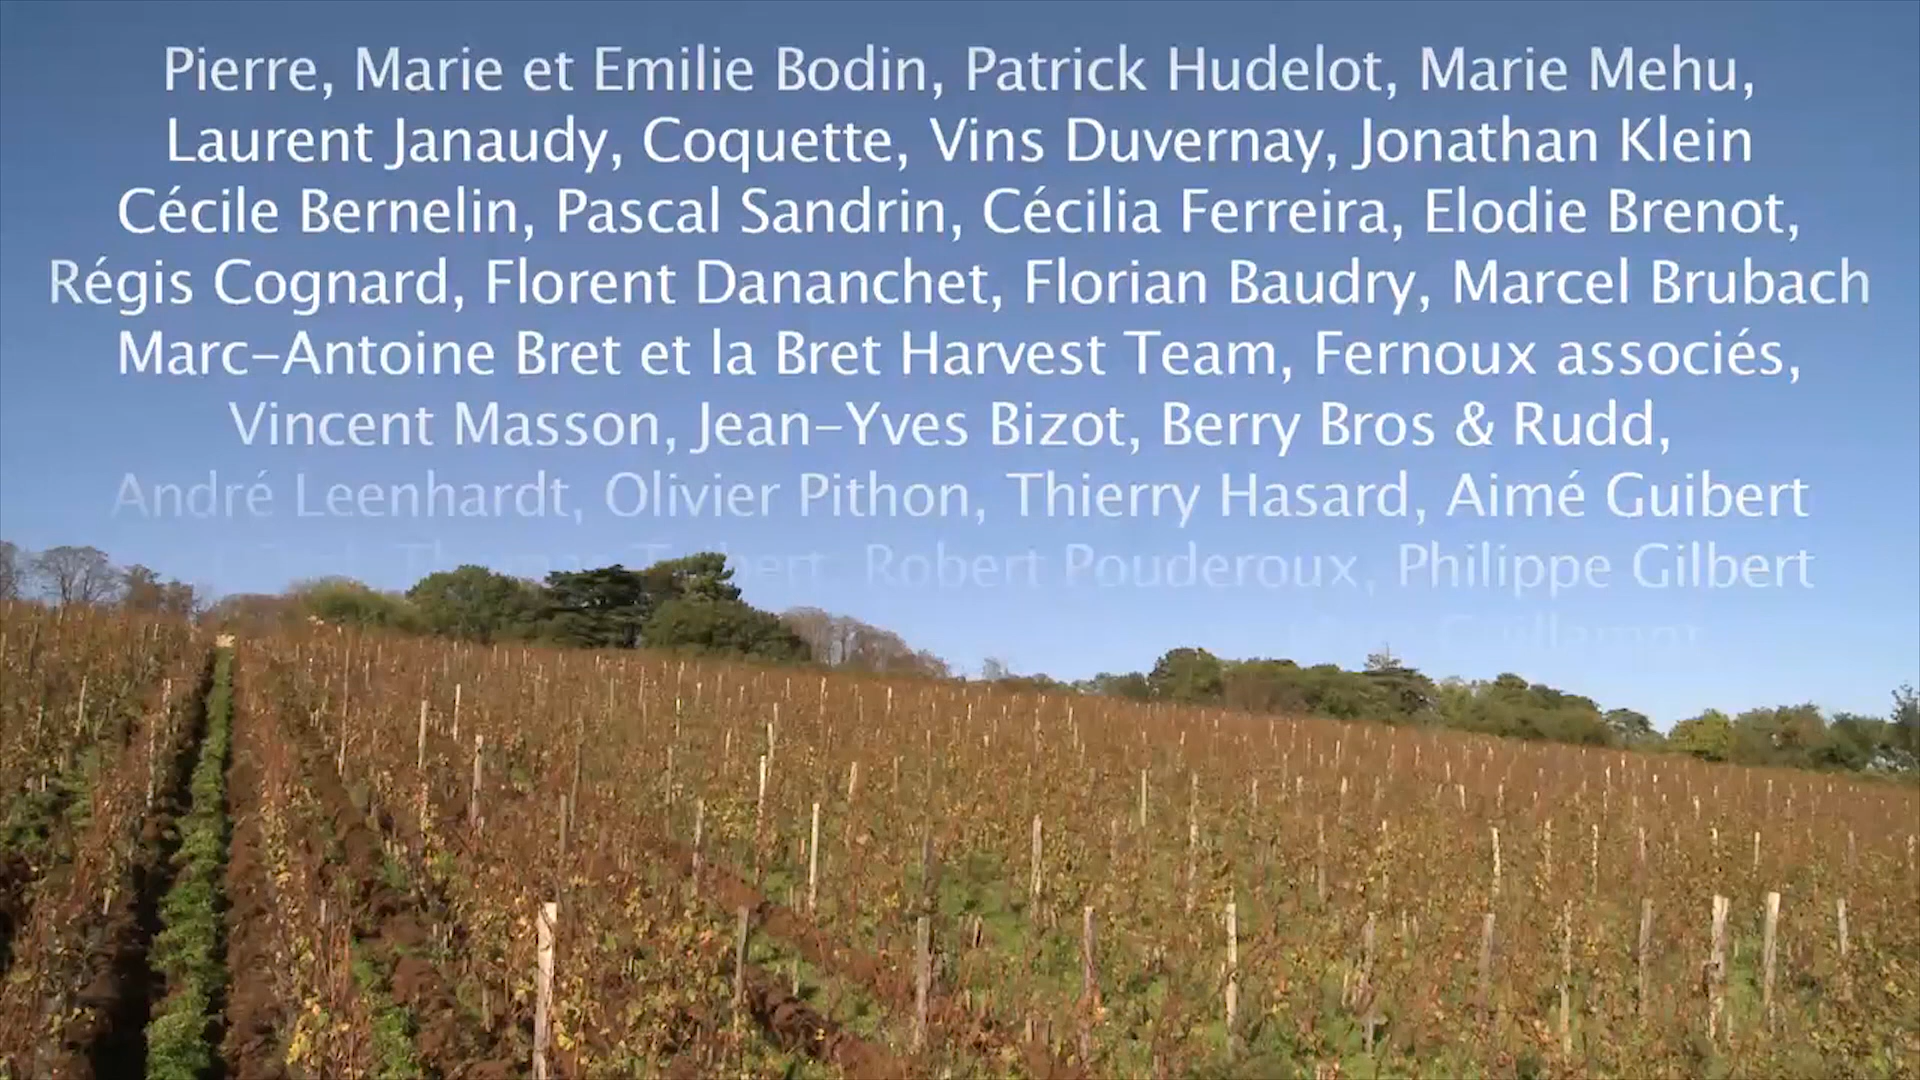 Pierre, Marie et Emilie Bodin, Patrick Hudelot, Marie Mehu,
Laurent Janaudy, Coquette, Vins Duvernay, Jonathan Klein
Cécile Bernelin, Pascal Sandrin, Cécilia Ferreira, Elodie Brenot,
Régis Cognard, Florent Dananchet, Florian Baudry, Marcel Brubach
Marc-Antoine Bret et la Bret Harvest Team, Fernoux associés,
Vincent Masson, Jean-Yves Bizot, Berry Bros & Rudd,
André Leenhardt, Olivier Pithon, Thierry Hasard, Aimé Guibert
Robert Pouderoux, Philippe Gilbert